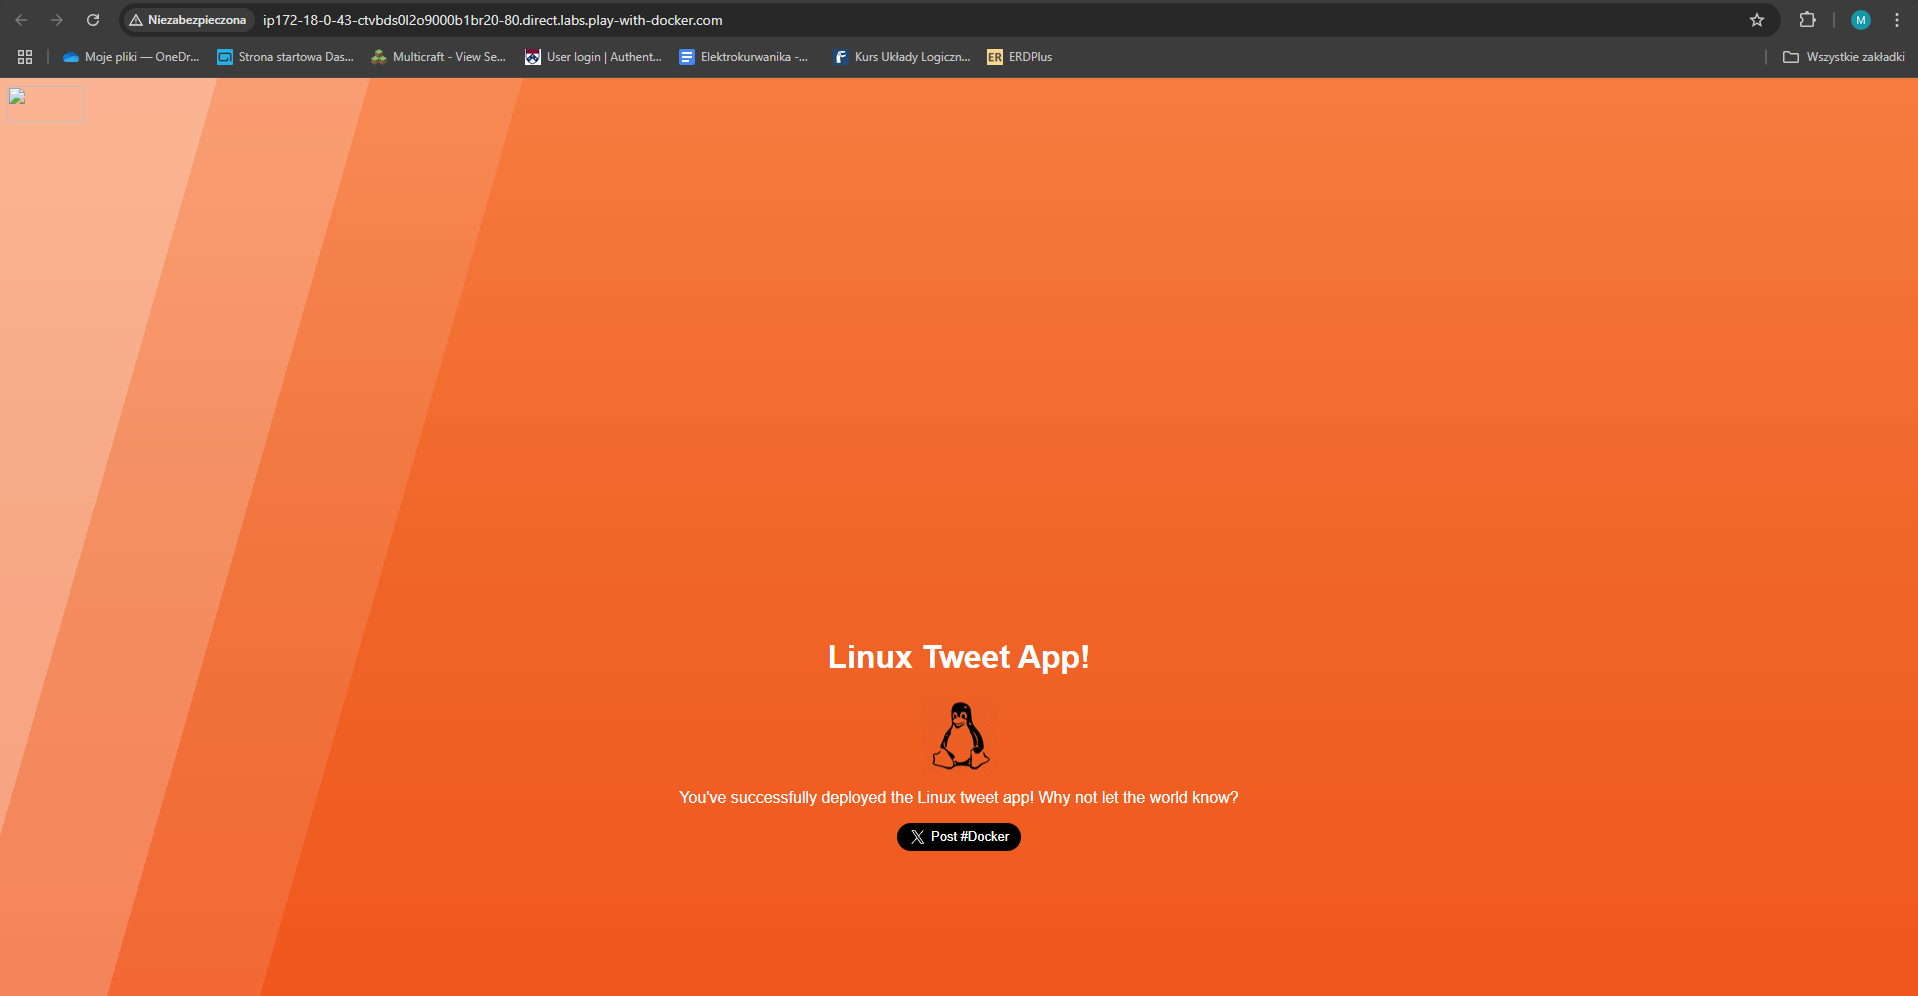 Niezabezpieczona ip172-18-0-43-ctvbds0l2o9000b1br20-80.direct.labs.play-with-docker.com M
Moje pliki — OneDr... Strona startowa Das... Multicraft - View Se... User login | Authent... Elektrokurwanika -... Kurs Układy Logiczn... ER ERDPlus Wszystkie zakładki
Linux Tweet App!
You've successfully deployed the Linux tweet app! Why not let the world know?
Post #Docker